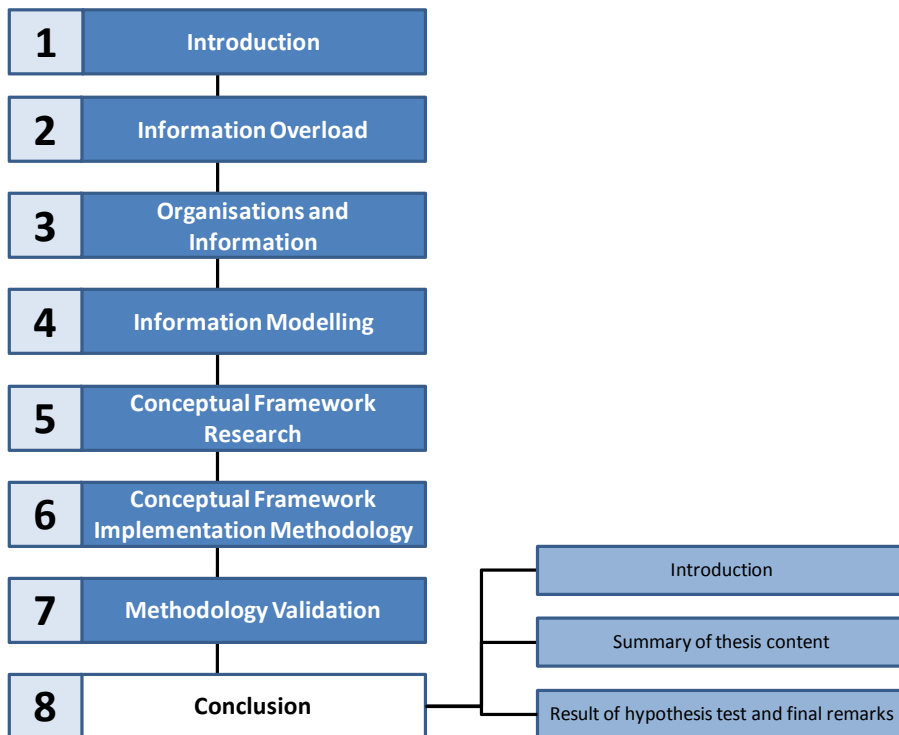 1
Introduction
2
Information Overload
3
Organisations and
Information
4
Information Modelling
5
Conceptual Framework
Research
6
Conceptual Framework
Implementation Methodology
7
Methodology Validation
8
Conclusion
Introduction
Summary of thesis content
Result of hypothesis test and final remarks